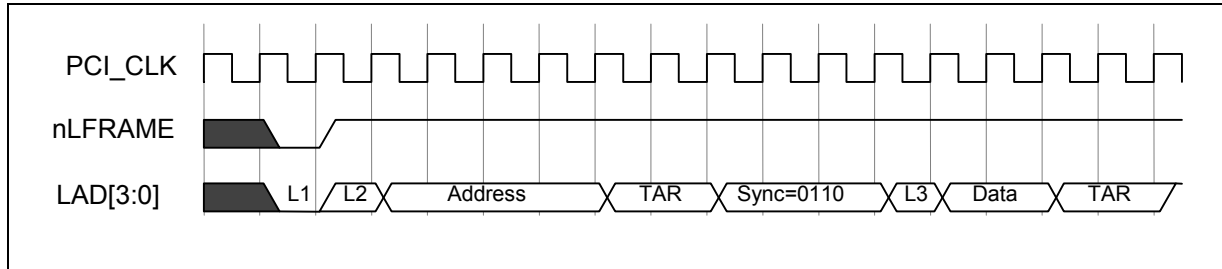 PCI_CLK
nLFRAME
LAD[3:0] L1 L2 Address TAR Sync=0110 L3 Data TAR